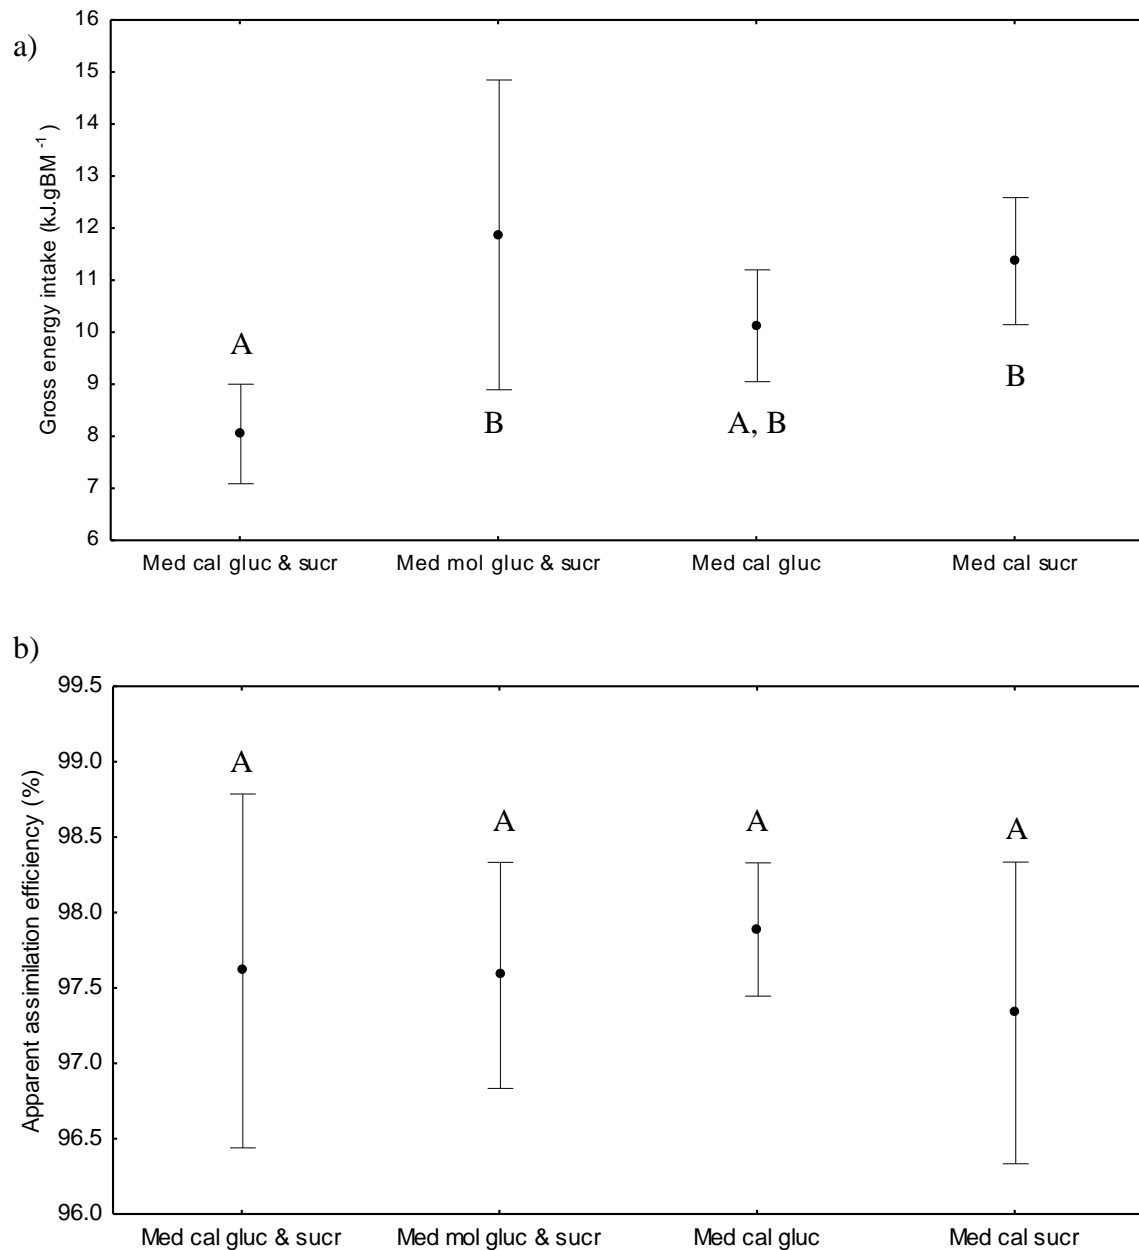 a)
Gross energy intake (kJ.gBM -1)
16
15
14
13
12
11
10
9
8
7
6
A
B
A, B
B
Med cal gluc & sucr
Med mol gluc & sucr
Med cal gluc
Med cal sucr
b)
Apparent assimilation efficiency (%)
99.5
99.0
98.5
98.0
97.5
97.0
96.5
96.0
A
A
A
A
Med cal gluc & sucr
Med mol gluc & sucr
Med cal gluc
Med cal sucr